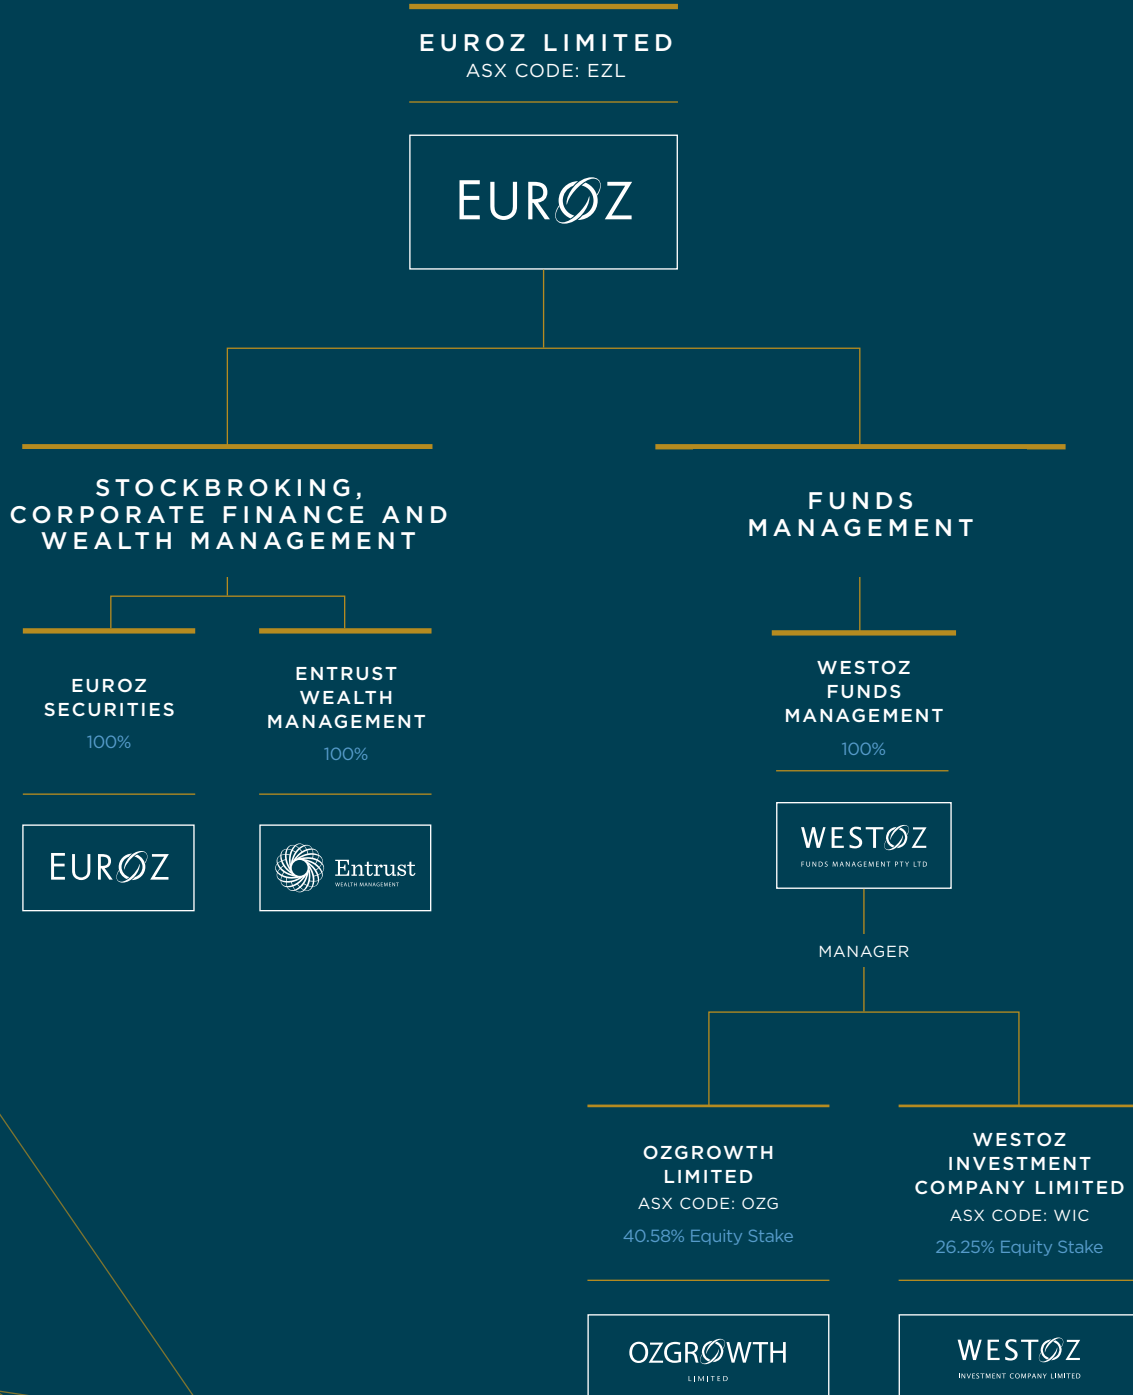 EUROZ LIMITED
ASX CODE: EZL
EUROZ
STOCKBROKING,
CORPORATE FINANCE AND
WEALTH MANAGEMENT
EUROZ
SECURITIES
100%
EUROZ
ENTRUST
WEALTH
MANAGEMENT
100%
Entrust
WEALTH MANAGEMENT
FUNDS
MANAGEMENT
WESTOZ
FUNDS
MANAGEMENT
100%
WESTOZ
FUNDS MANAGEMENT PTY LTD
MANAGER
OZGROWTH
LIMITED
ASX CODE: OZG
40.58% Equity Stake
OZGROWTH
LIMITED
WESTOZ
INVESTMENT
COMPANY LIMITED
ASX CODE: WIC
26.25% Equity Stake
WESTOZ
INVESTMENT COMPANY LIMITED